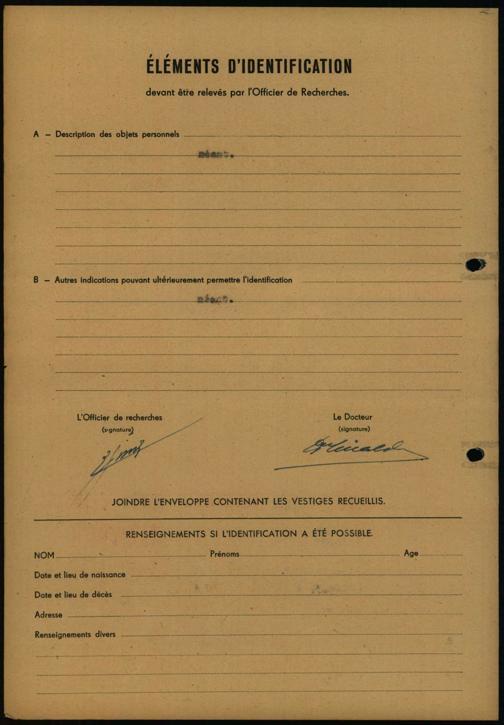 ÉLÉMENTS D'IDENTIFICATION
devant être relevés par l'Officier de Recherches.
A – Description des objets personnels
néant.
B – Autres indications pouvant ultérieurement permettre l'identification
néant.
L'Officier de recherches
(signature)
Le Docteur
(signature)
JOINDRE L'ENVELOPPE CONTENANT LES VESTIGES RECUEILLIS.
RENSEIGNEMENTS SI L'IDENTIFICATION A ÉTÉ POSSIBLE.
NOM Prénoms Age
Date et lieu de naissance
Date et lieu de décès
Adresse
Renseignements divers